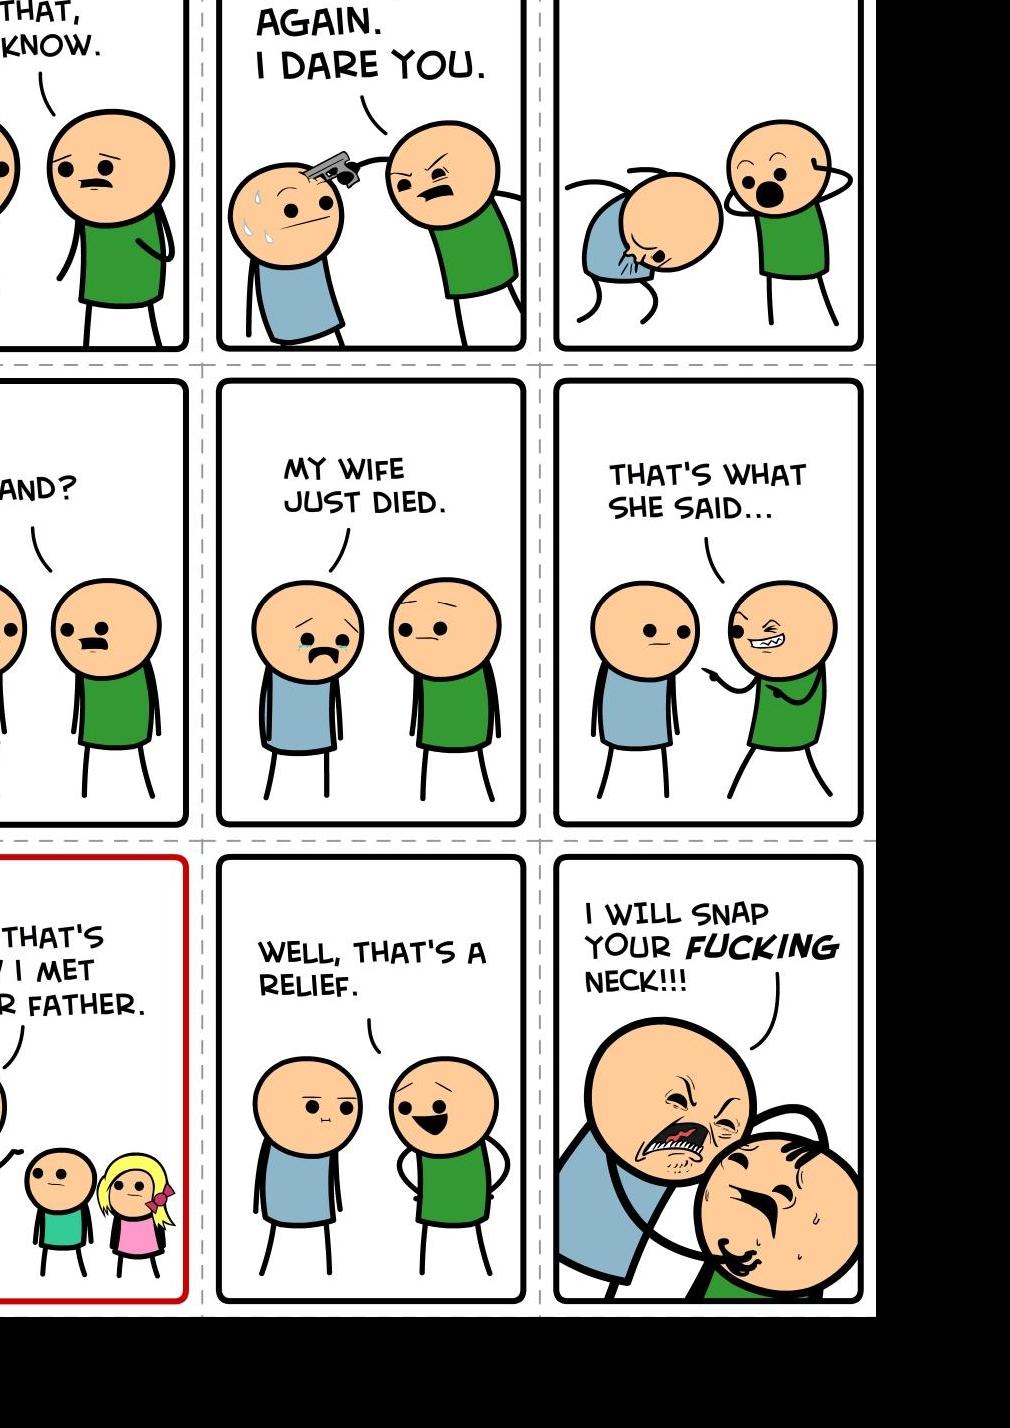 THAT,
KNOW.
AGAIN.
I DARE YOU.
AND?
MY WIFE
JUST DIED.
THAT'S WHAT
SHE SAID...
THAT'S
I MET
FATHER.
WELL, THAT'S A
RELIEF.
I WILL SNAP
YOUR FUCKING
NECK!!!